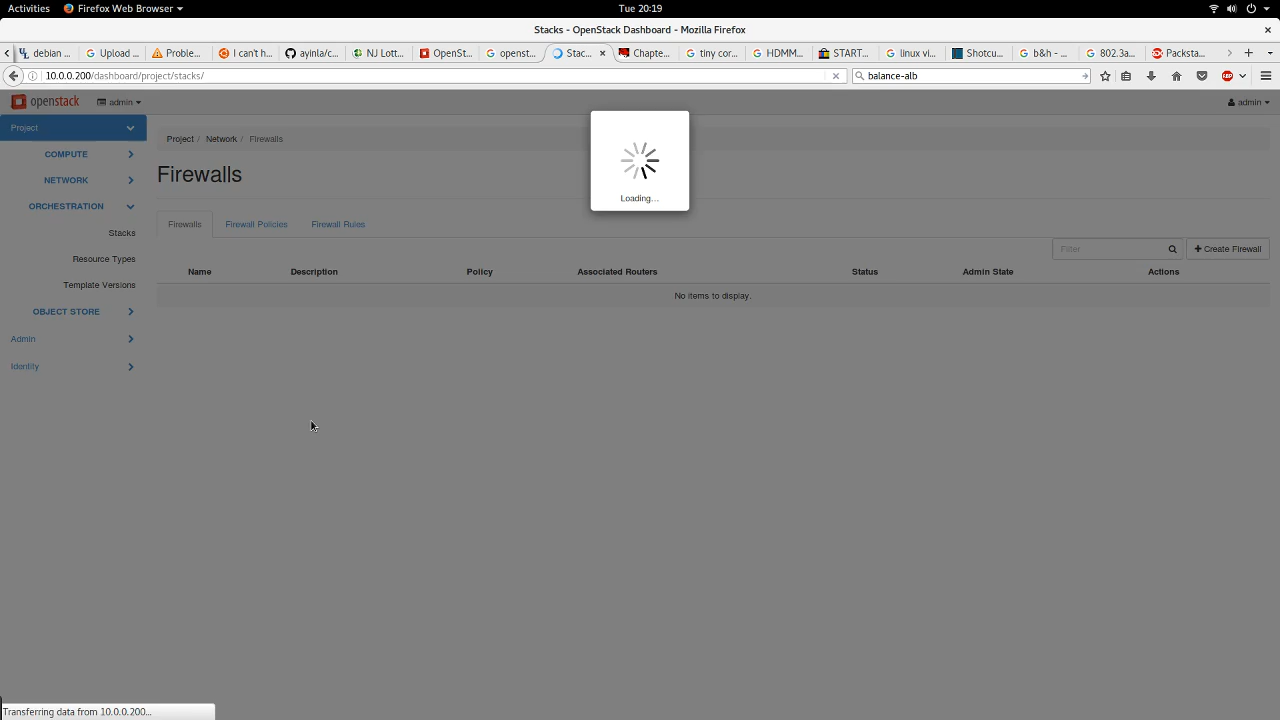 Activities Firefox Web Browser Tue 20:19
Stacks - OpenStack Dashboard - Mozilla Firefox
debian ... Upload ... Proble... I can't h... ayinla/c... NJ Lott... OpenSt... openst... Stac... Chapte... tiny cor... HDMM... START... linux vi... Shotcu... b&h - ... 802.3a... Packsta...
10.0.0.200/dashboard/project/stacks/ balance-alb
openstack admin admin
Project
Project / Network / Firewalls
COMPUTE
NETWORK
ORCHESTRATION
Stacks
Resource Types
Template Versions
OBJECT STORE
Admin
Identity
Firewalls
Firewalls Firewall Policies Firewall Rules
Filter + Create Firewall
Name Description Policy Associated Routers Status Admin State Actions
No items to display.
Loading...
Transferring data from 10.0.0.200...